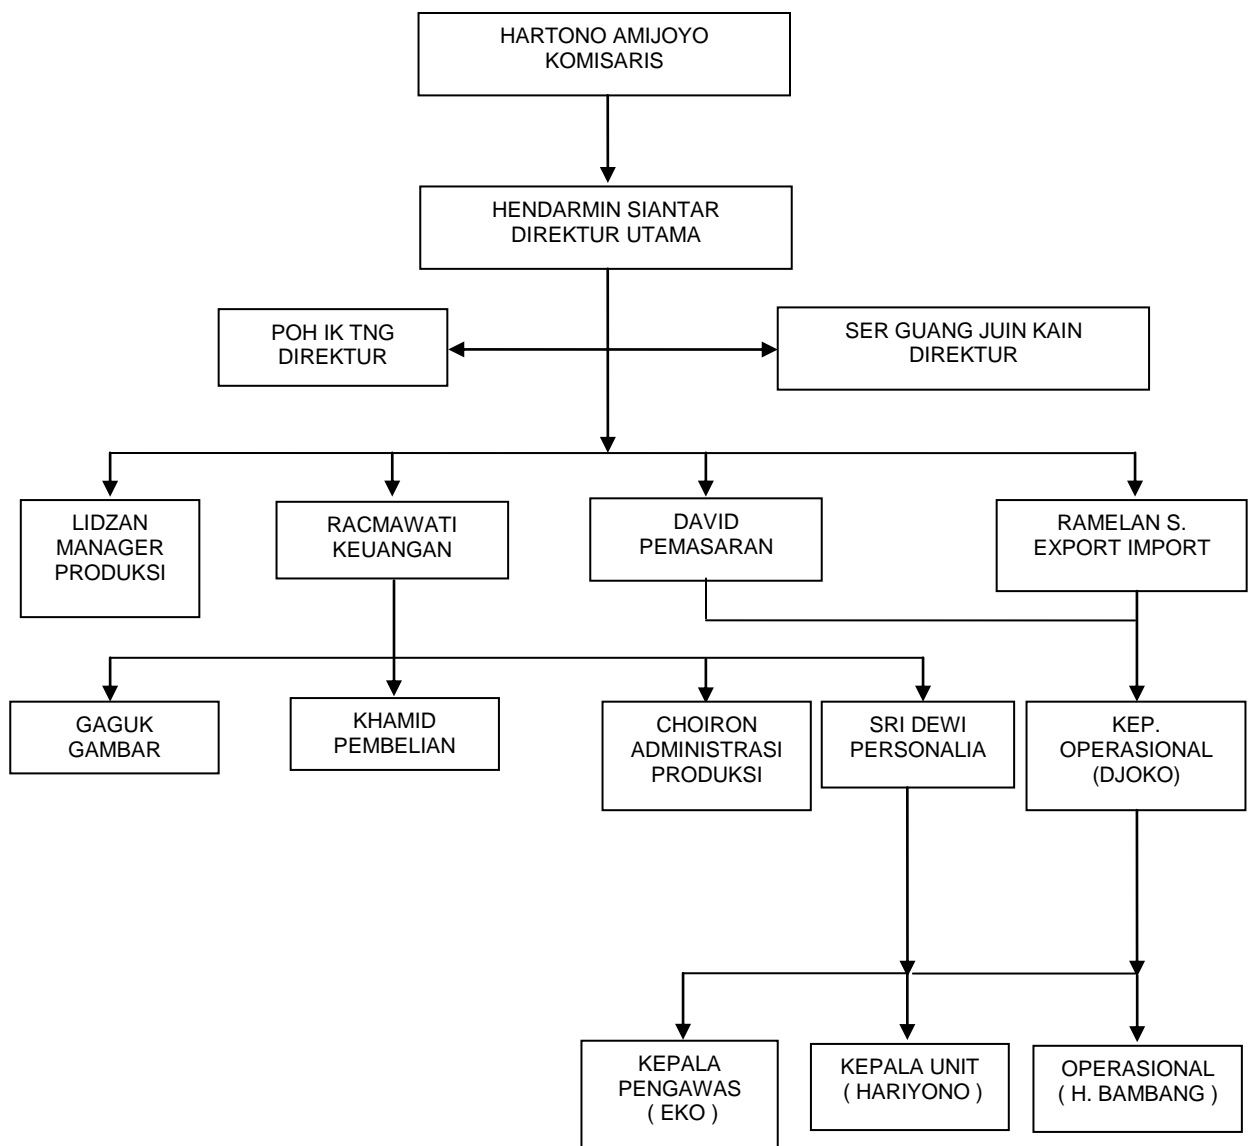 HARTONO AMIJOYO
KOMISARIS
HENDARMIN SIANTAR
DIREKTUR UTAMA
POH IK TNG
DIREKTUR
SER GUANG JUIN KAIN
DIREKTUR
LIDZAN
MANAGER
PRODUKSI
RACMAWATI
KEUANGAN
DAVID
PEMASARAN
RAMELAN S.
EXPORT IMPORT
GAGUK
GAMBAR
KHAMID
PEMBELIAN
CHOIRON
ADMINISTRASI
PRODUKSI
SRI DEWI
PERSONALIA
KEP.
OPERASIONAL
(DJOKO)
KEPALA
PENGAWAS
( EKO )
KEPALA UNIT
( HARIYONO )
OPERASIONAL
( H. BAMBANG )